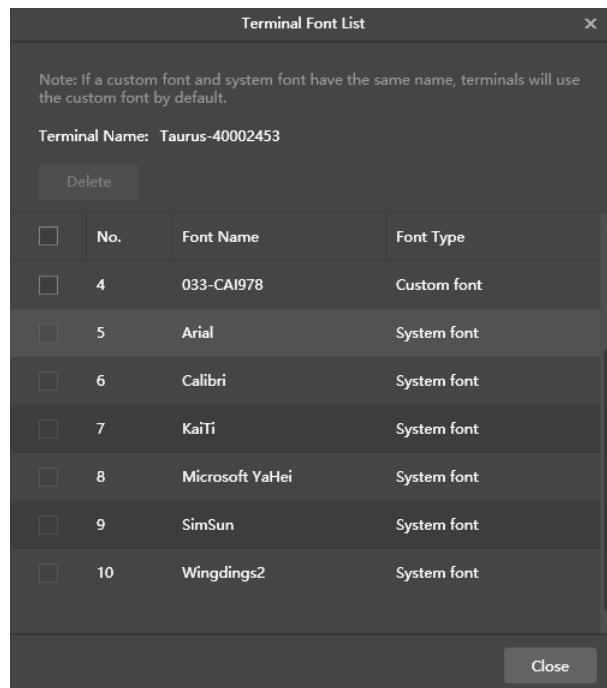 Terminal Font List
Note: If a custom font and system font have the same name, terminals will use
the custom font by default.
Terminal Name: Taurus-40002453
Delete
No. Font Name Font Type
4 033-CAI978 Custom font
5 Arial System font
6 Calibri System font
7 KaiTi System font
8 Microsoft YaHei System font
9 SimSun System font
10 Wingdings2 System font
Close